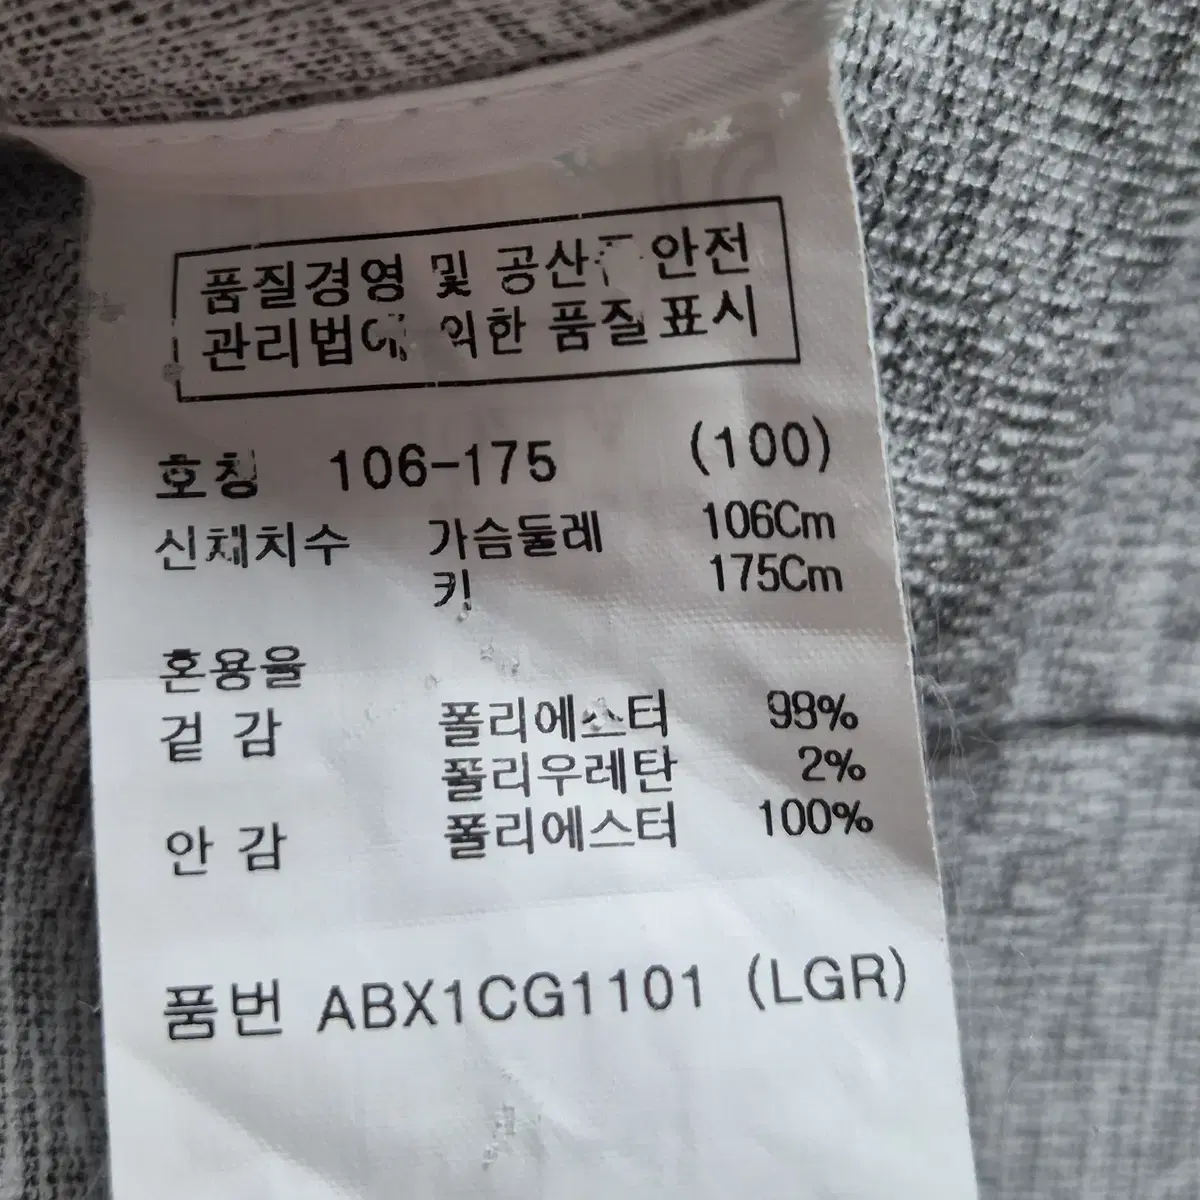 품질경영 및 공산품안전
관리법에 의한 품질표시
호칭 106-175 (100)
신체치수 가슴둘레 106Cm
키 175Cm
혼용율
겉 감 폴리에스터 98%
폴리우레탄 2%
안 감 폴리에스터 100%
품번 ABX1CG1101 (LGR)